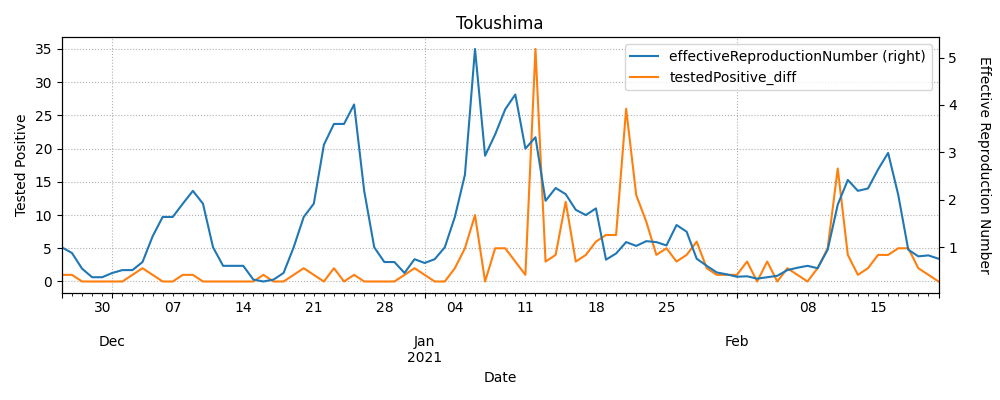 Tokushima
effectiveReproductionNumber (right)
testedPositive_diff
Tested Positive
35
30
25
20
15
10
5
0
5
4
3
2
1
Effective Reproduction Number
30 07 14 21 28 04 11 18 25 08 15
Dec Jan Feb
2021
Date